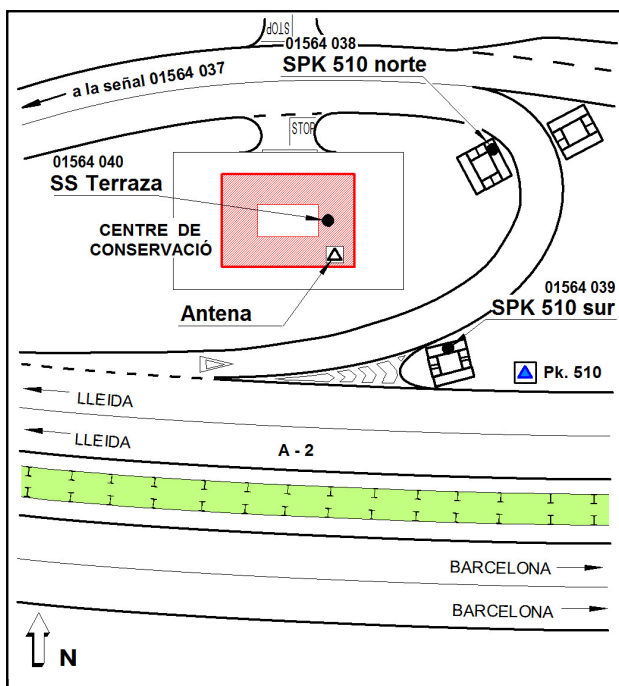 STOP
01564 038
SPK 510 norte
a la señal 01564 037
STOP
01564 040
SS Terraza
CENTRE DE
CONSERVACIÓ
Antena
01564 039
SPK 510 sur
Pk. 510
LLEIDA
LLEIDA
A - 2
BARCELONA
BARCELONA
N